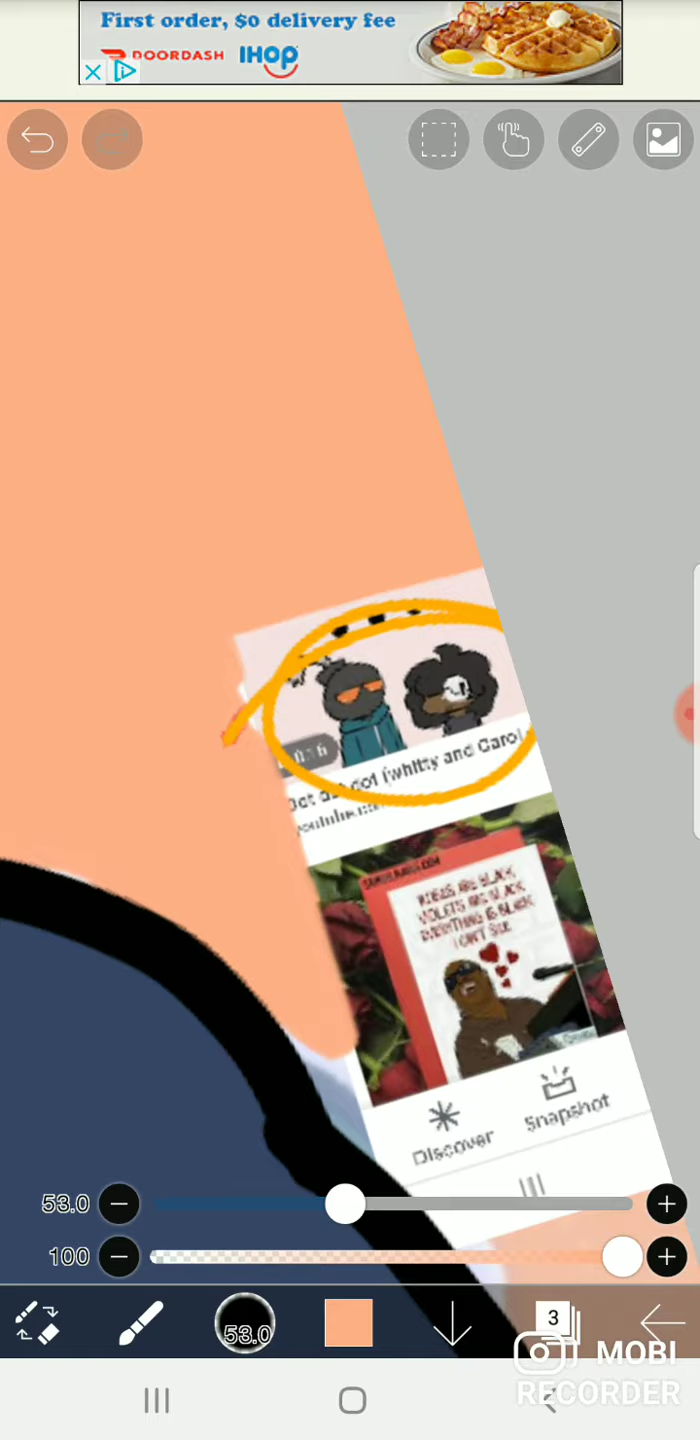 First order, $0 delivery fee
DOORDASH IHOP
(whitty and Carol
ROSES ARE BLACK
VIOLETS ARE BLACK
EVERYTHING IS BLACK
I CAN'T SEE
Discover
Snapshot
53.0
100
53.0
3
MOBI
RECORDER